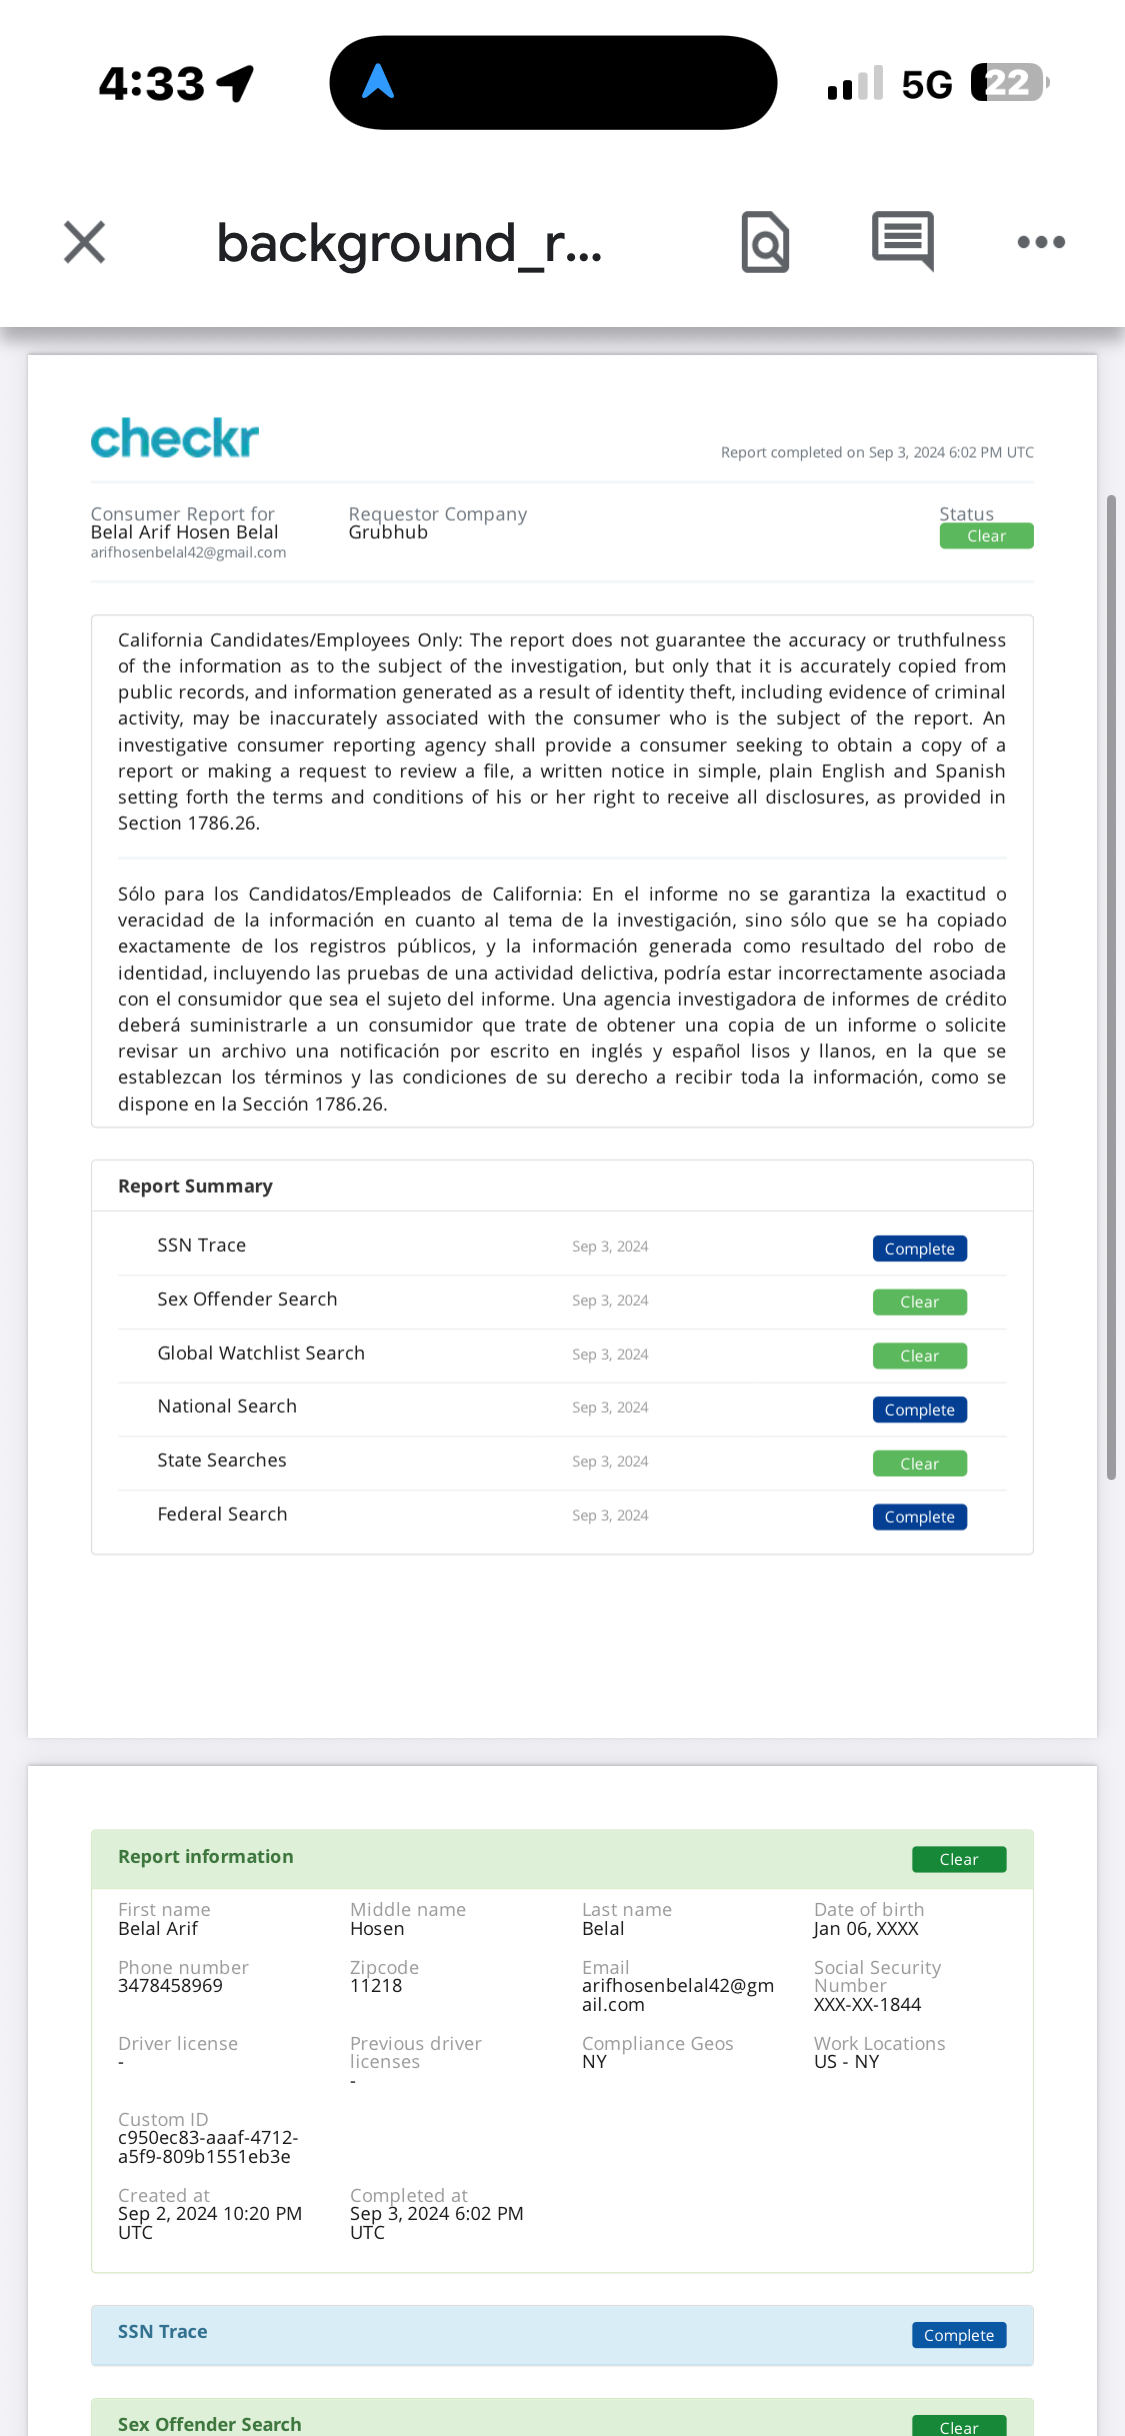 4:33
5G
22
background_r...
checkr
Report completed on Sep 3, 2024 6:02 PM UTC
Consumer Report for
Belal Arif Hosen Belal
arifhosenbelal42@gmail.com
Requestor Company
Grubhub
Status
Clear
California Candidates/Employees Only: The report does not guarantee the accuracy or truthfulness
of the information as to the subject of the investigation, but only that it is accurately copied from
public records, and information generated as a result of identity theft, including evidence of criminal
activity, may be inaccurately associated with the consumer who is the subject of the report. An
investigative consumer reporting agency shall provide a consumer seeking to obtain a copy of a
report or making a request to review a file, a written notice in simple, plain English and Spanish
setting forth the terms and conditions of his or her right to receive all disclosures, as provided in
Section 1786.26.
Sólo para los Candidatos/Empleados de California: En el informe no se garantiza la exactitud o
veracidad de la información en cuanto al tema de la investigación, sino sólo que se ha copiado
exactamente de los registros públicos, y la información generada como resultado del robo de
identidad, incluyendo las pruebas de una actividad delictiva, podría estar incorrectamente asociada
con el consumidor que sea el sujeto del informe. Una agencia investigadora de informes de crédito
deberá suministrarle a un consumidor que trate de obtener una copia de un informe o solicite
revisar un archivo una notificación por escrito en inglés y español lisos y llanos, en la que se
establezcan los términos y las condiciones de su derecho a recibir toda la información, como se
dispone en la Sección 1786.26.
Report Summary
SSN Trace Sep 3, 2024 Complete
Sex Offender Search Sep 3, 2024 Clear
Global Watchlist Search Sep 3, 2024 Clear
National Search Sep 3, 2024 Complete
State Searches Sep 3, 2024 Clear
Federal Search Sep 3, 2024 Complete
Report information Clear
First name Middle name Last name Date of birth
Belal Arif Hosen Belal Jan 06, XXXX
Phone number Zipcode Email Social Security
Number
3478458969 11218 arifhosenbelal42@gm
ail.com XXX-XX-1844
Driver license Previous driver
licenses Compliance Geos Work Locations
- - NY US - NY
Custom ID
c950ec83-aaaf-4712-
a5f9-809b1551eb3e
Created at Completed at
Sep 2, 2024 10:20 PM Sep 3, 2024 6:02 PM
UTC UTC
SSN Trace Complete
Sex Offender Search Clear